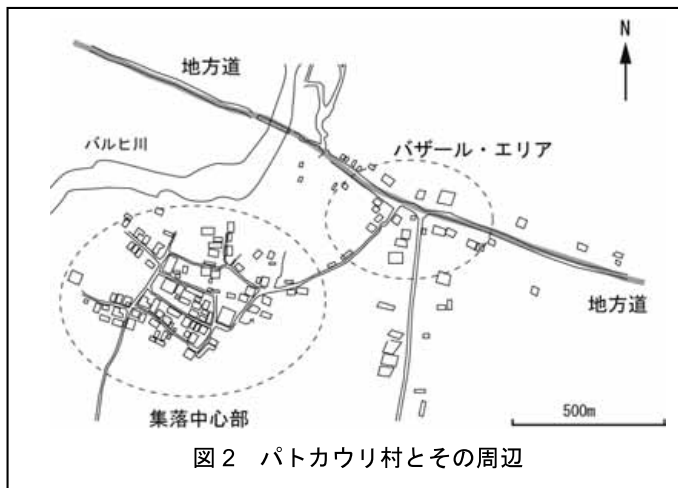 N
地方道
バルヒ川
バザール・エリア
地方道
集落中心部
500m
図2 パトカウリ村とその周辺